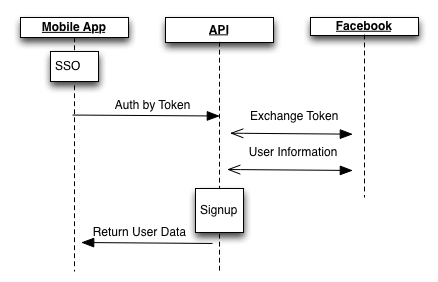 Mobile App
API
Facebook
SSO
Auth by Token
Exchange Token
User Information
Signup
Return User Data